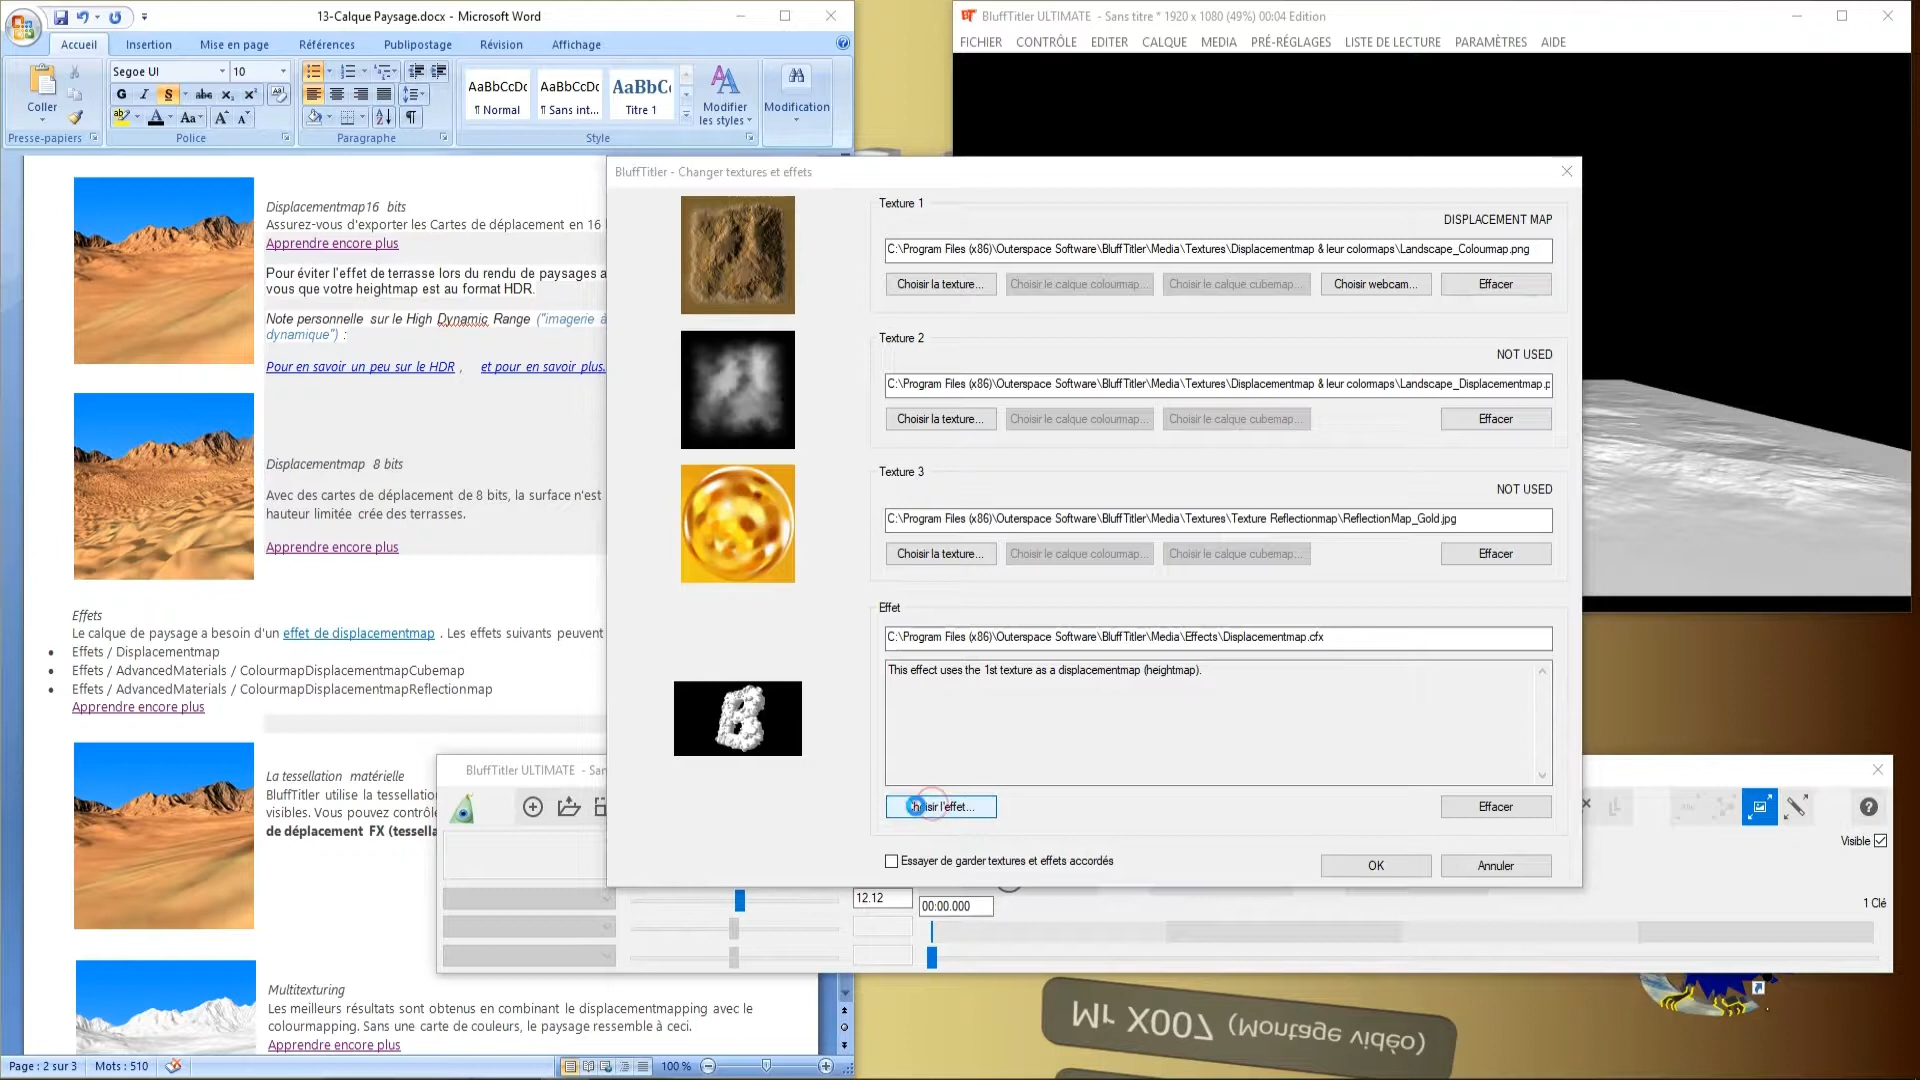 13-Calque Paysage.docx - Microsoft Word
Accueil
Insertion
Mise en page
Références
Publipostage
Révision
Affichage
Coller
Presse-papiers
Segoe UI
10
G I S abc X₂ X²
Aa
Police
Paragraphe
AaBbCcDc
¶ Normal
AaBbCcDc
¶ Sans int...
AaBbC
Titre 1
Modifier
les styles
Style
Modification
Displacementmap16 bits
Assurez-vous d'exporter les Cartes de déplacement en 16
Apprendre encore plus
Pour éviter l'effet de terrasse lors du rendu de paysages a
vous que votre heightmap est au format HDR.
Note personnelle sur le High Dynamic Range ("imagerie à
dynamique") :
Pour en savoir un peu sur le HDR , et pour en savoir plus.
Displacementmap 8 bits
Avec des cartes de déplacement de 8 bits, la surface n'est
hauteur limitée crée des terrasses.
Apprendre encore plus
Effets
Le calque de paysage a besoin d'un effet de displacementmap . Les effets suivants peuvent
• Effets / Displacementmap
• Effets / AdvancedMaterials / ColourmapDisplacementmapCubemap
• Effets / AdvancedMaterials / ColourmapDisplacementmapReflectionmap
Apprendre encore plus
La tessellation matérielle
BluffTitler utilise la tessellation
visibles. Vous pouvez contrôle
de déplacement FX (tessella
Multitexturing
Les meilleurs résultats sont obtenus en combinant le displacementmapping avec le
colourmapping. Sans une carte de couleurs, le paysage ressemble à ceci.
Apprendre encore plus
Page : 2 sur 3
Mots : 510
100 %
BluffTitler ULTIMATE - Sans titre * 1920 x 1080 (49%) 00:04 Edition
FICHIER CONTRÔLE EDITER CALQUE MEDIA PRÉ-RÉGLAGES LISTE DE LECTURE PARAMÈTRES AIDE
BluffTitler - Changer textures et effets
Texture 1
DISPLACEMENT MAP
C:\Program Files (x86)\Outerspace Software\BluffTitler\Media\Textures\Displacementmap & leur colormaps\Landscape_Coloumap.png
Choisir la texture...
Choisir le calque colourmap...
Choisir le calque cubemap...
Choisir webcam...
Effacer
Texture 2
NOT USED
C:\Program Files (x86)\Outerspace Software\BluffTitler\Media\Textures\Displacementmap & leur colormaps\Landscape_Displacementmap.p
Choisir la texture...
Choisir le calque colourmap...
Choisir le calque cubemap...
Effacer
Texture 3
NOT USED
C:\Program Files (x86)\Outerspace Software\BluffTitler\Media\Textures\Texture Reflectionmap\ReflectionMap_Gold.jpg
Choisir la texture...
Choisir le calque colourmap...
Choisir le calque cubemap...
Effacer
Effet
C:\Program Files (x86)\Outerspace Software\BluffTitler\Media\Effects\Displacementmap.cfx
This effect uses the 1st texture as a displacementmap (heightmap).
Choisir l'effet...
Effacer
Essayer de garder textures et effets accordés
OK
Annuler
BluffTitler ULTIMATE - San
Visible
12.12
00:00.000
1 Clé
Mr X007 (Montage vidéo)